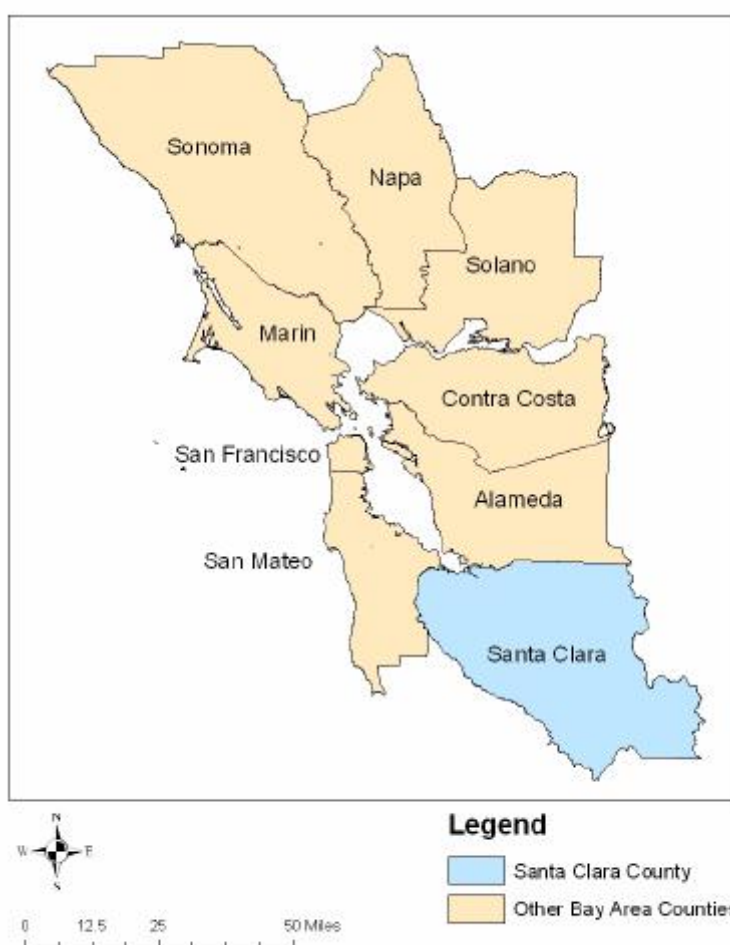 Sonoma
Napa
Solano
Marin
Contra Costa
San Francisco
Alameda
San Mateo
Santa Clara
N
W E
S
Legend
Santa Clara County
Other Bay Area Counties
0 12.5 25 50 Miles